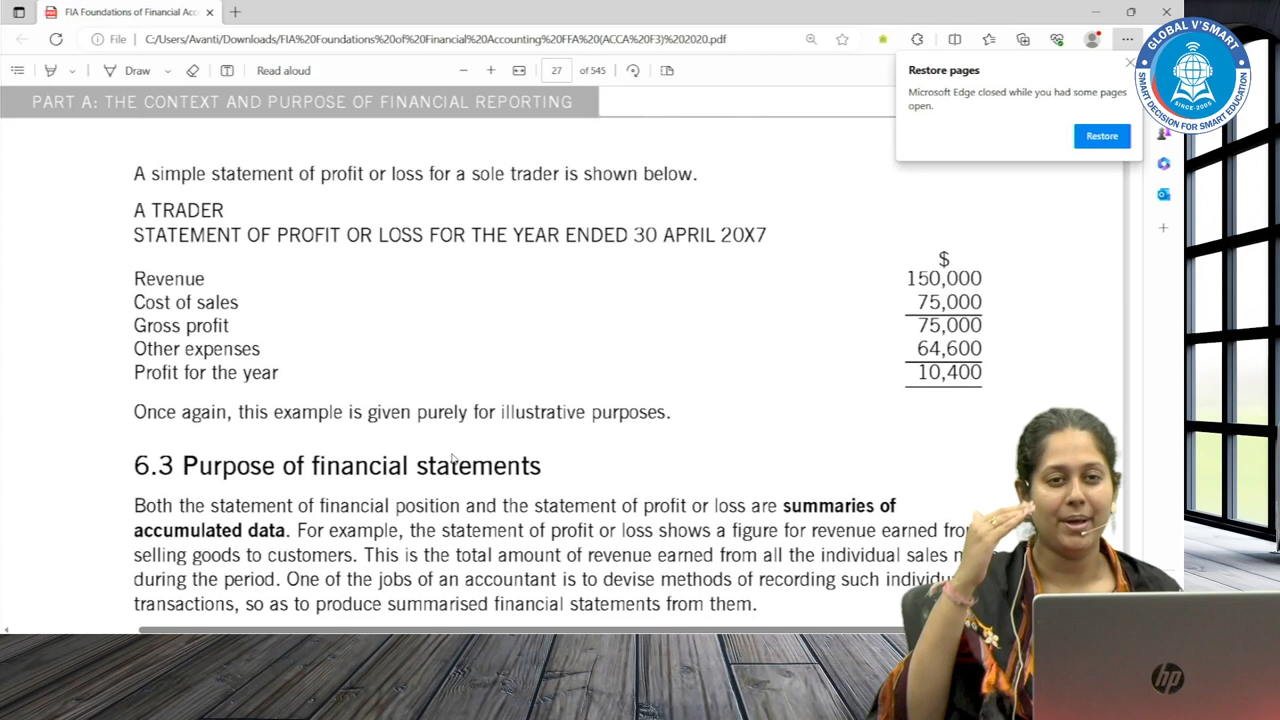 FIA Foundations of Financial Acc
File
C:/Users/Avanti/Downloads/FIA%20Foundations%20of%20Financial%20Accounting%20FFA%20(ACCA%20F3)%202020.pdf
Draw
Read aloud
27
of 545
Restore pages
Microsoft Edge closed while you had some pages
open.
Restore
GLOBAL V'SMART
SINCE-2005
SMART DECISION FOR SMART EDUCATION
PART A: THE CONTEXT AND PURPOSE OF FINANCIAL REPORTING
A simple statement of profit or loss for a sole trader is shown below.
A TRADER
STATEMENT OF PROFIT OR LOSS FOR THE YEAR ENDED 30 APRIL 20X7
$
Revenue 150,000
Cost of sales 75,000
Gross profit 75,000
Other expenses 64,600
Profit for the year 10,400
Once again, this example is given purely for illustrative purposes.
6.3 Purpose of financial statements
Both the statement of financial position and the statement of profit or loss are summaries of
accumulated data. For example, the statement of profit or loss shows a figure for revenue earned
selling goods to customers. This is the total amount of revenue earned from all the individual sales
during the period. One of the jobs of an accountant is to devise methods of recording such
transactions, so as to produce summarised financial statements from them.
hp